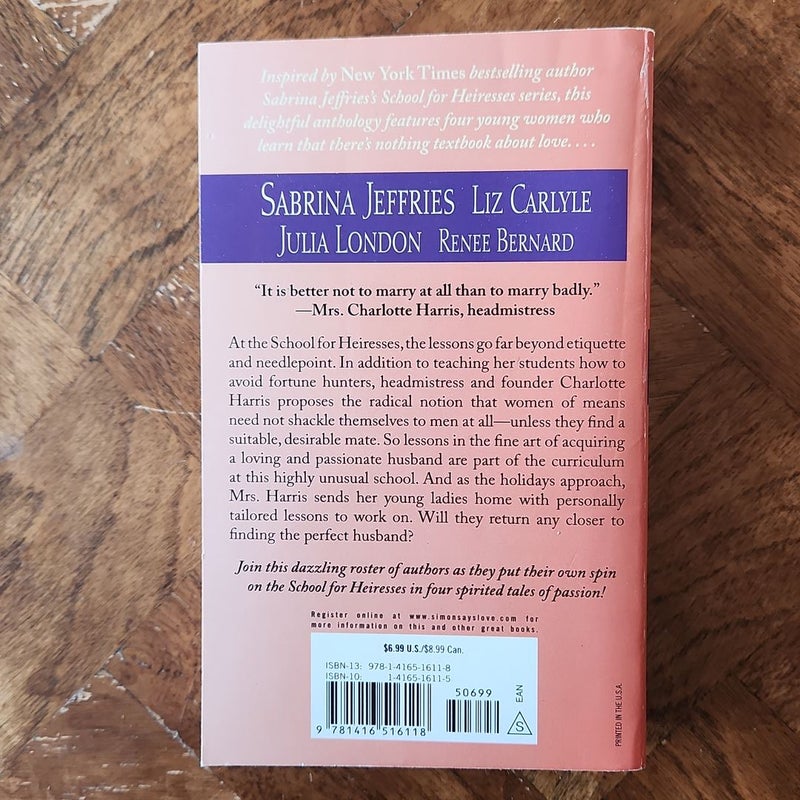 Inspired by New York Times bestselling author
Sabrina Jeffries's School for Heiresses series, this
delightful anthology features four young women who
learn that there's nothing textbook about love. . . .
SABRINA JEFFRIES LIZ CARLYLE
JULIA LONDON RENEE BERNARD
“It is better not to marry at all than to marry badly.”
—Mrs. Charlotte Harris, headmistress
At the School for Heiresses, the lessons go far beyond etiquette
and needlepoint. In addition to teaching her students how to
avoid fortune hunters, headmistress and founder Charlotte
Harris proposes the radical notion that women of means
need not shackle themselves to men at all—unless they find a
suitable, desirable mate. So lessons in the fine art of acquiring
a loving and passionate husband are part of the curriculum
at this highly unusual school. And as the holidays approach,
Mrs. Harris sends her young ladies home with personally
tailored lessons to work on. Will they return any closer to
finding the perfect husband?
Join this dazzling roster of authors as they put their own spin
on the School for Heiresses in four spirited tales of passion!
Register online at www.simonsayslove.com for
more information on this and other great books.
$6.99 U.S./$8.99 Can.
ISBN-13: 978-1-4165-1611-8
ISBN-10: 1-4165-1611-5
50699
EAN
S
9 781416 516118
PRINTED IN THE U.S.A.